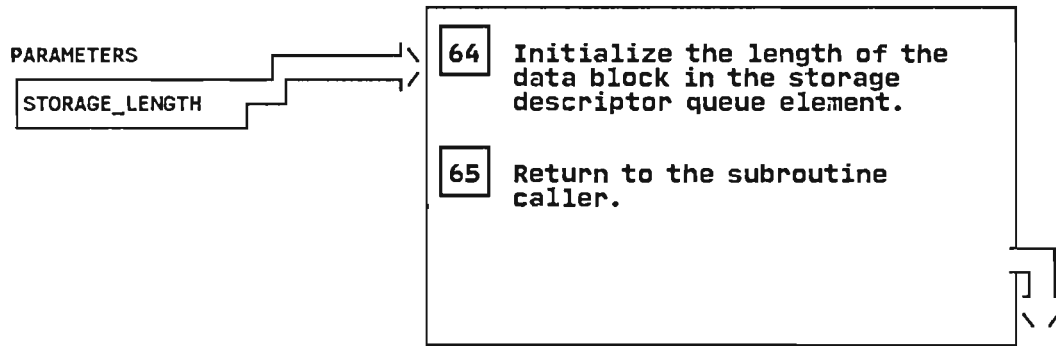 PARAMETERS
STORAGE_LENGTH
64 Initialize the length of the
data block in the storage
descriptor queue element.
65 Return to the subroutine
caller.